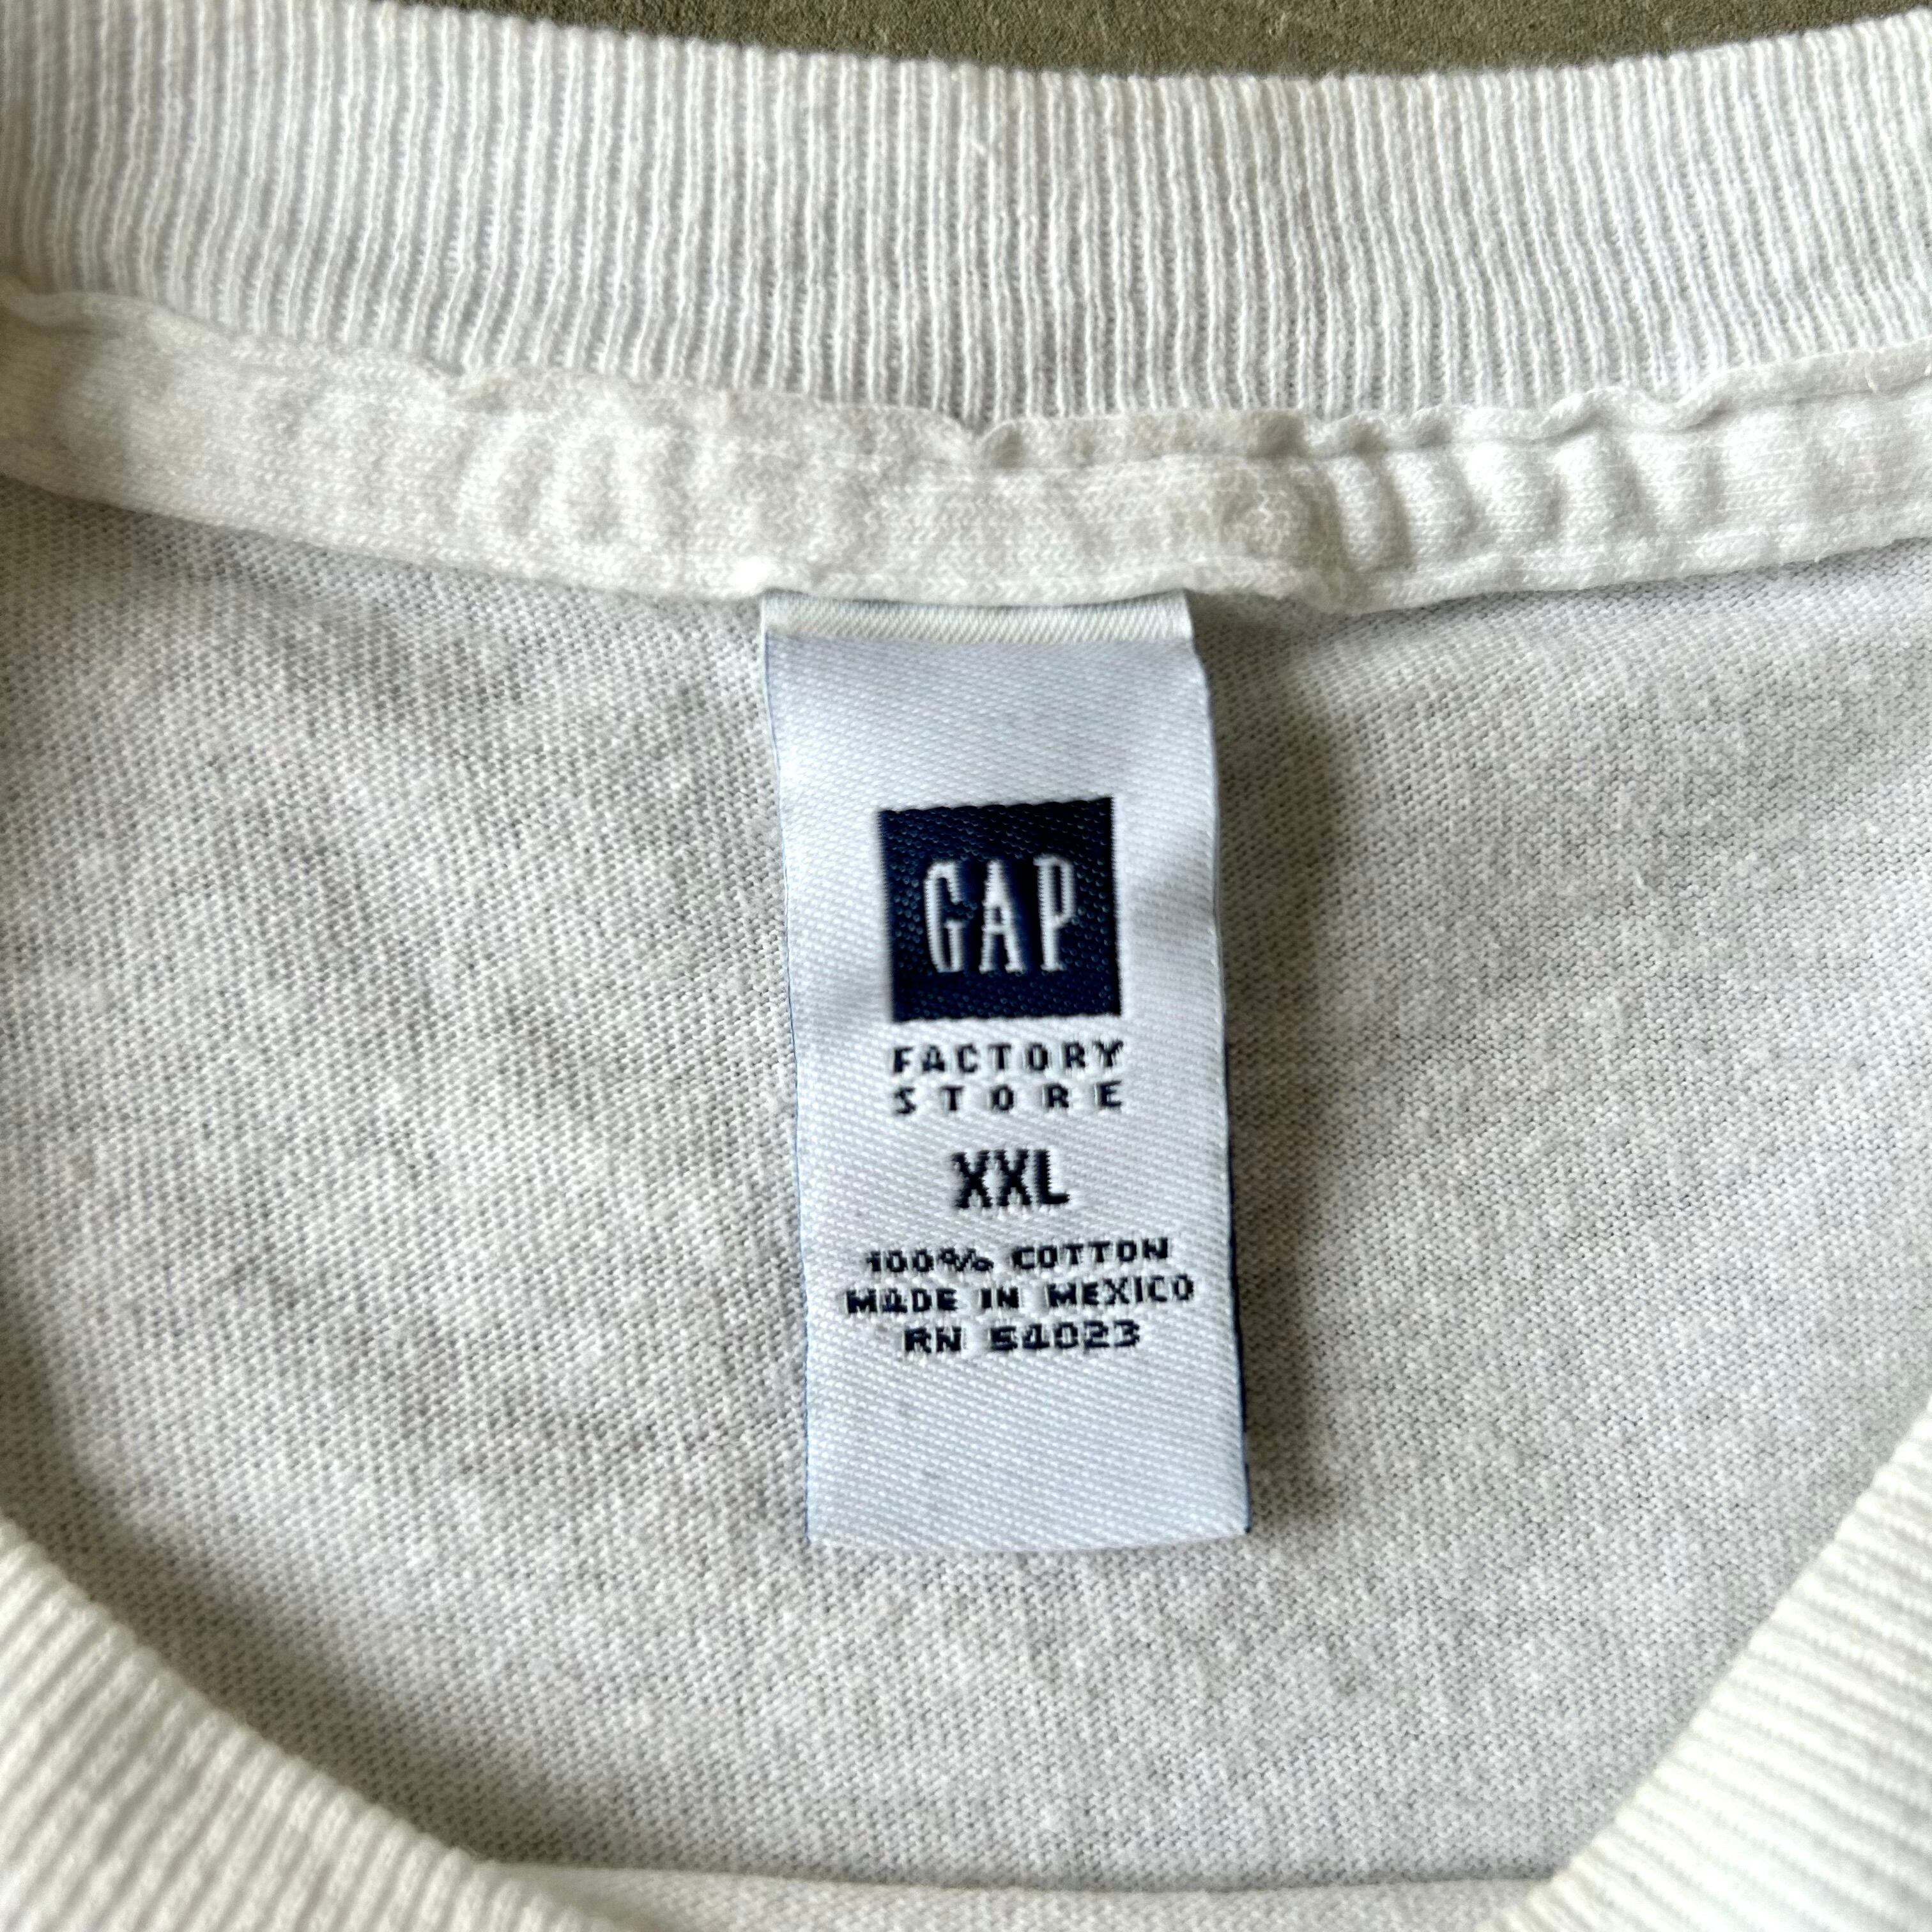 GAP
FACTORY
STORE
XXL
100% COTTON
MADE IN MEXICO
RN 54023